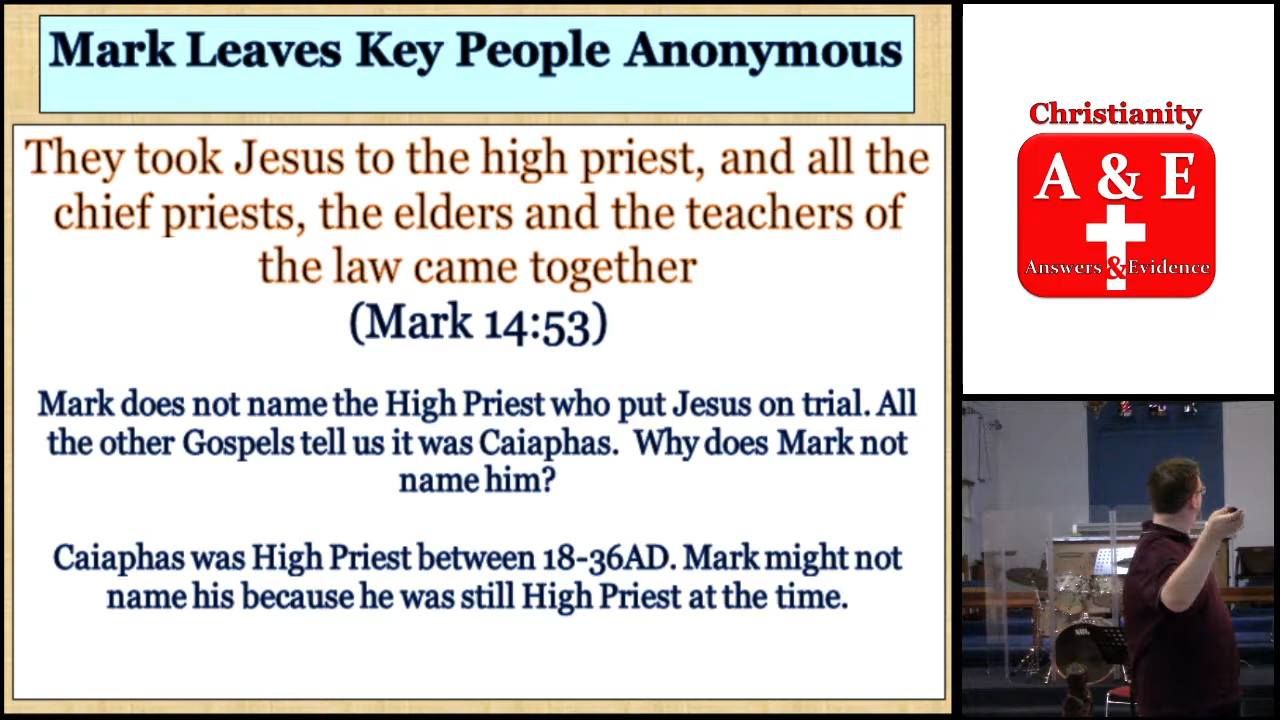 Mark Leaves Key People Anonymous
They took Jesus to the high priest, and all the
chief priests, the elders and the teachers of
the law came together
(Mark 14:53)
Mark does not name the High Priest who put Jesus on trial. All
the other Gospels tell us it was Caiaphas. Why does Mark not
name him?
Caiaphas was High Priest between 18-36AD. Mark might not
name his because he was still High Priest at the time.
Christianity
A & E
Answers & Evidence